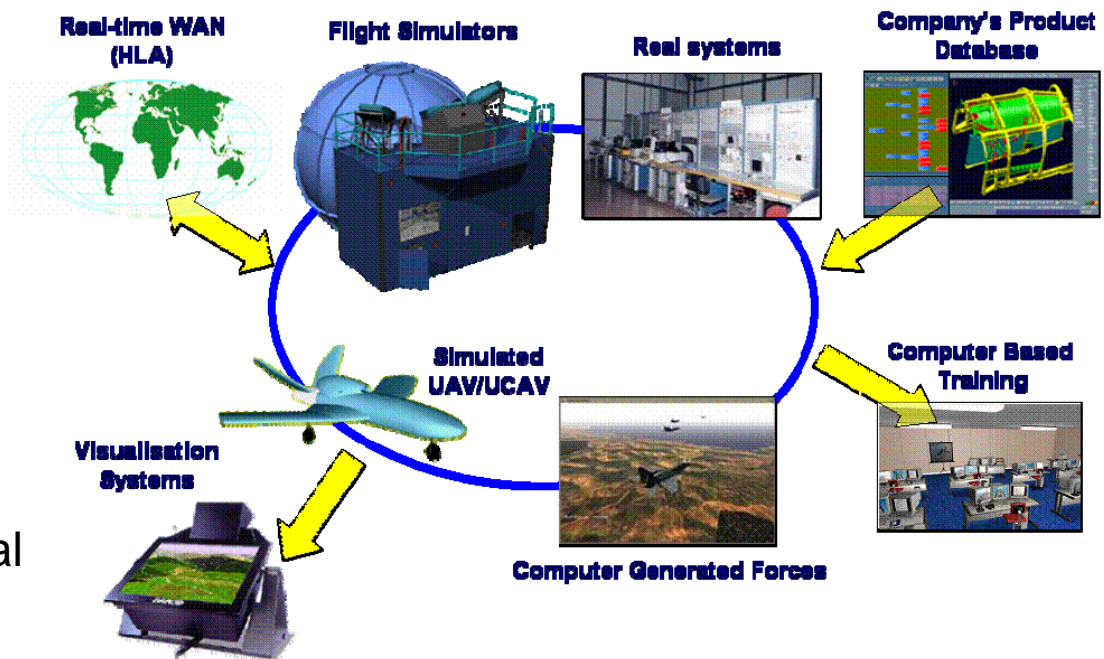 Real-time WAN
(HLA)
Flight Simulators
Real systems
Company's Product
Database
Simulated
UAV/UCAV
Computer Based
Training
Visualisation
Systems
al
Computer Generated Forces